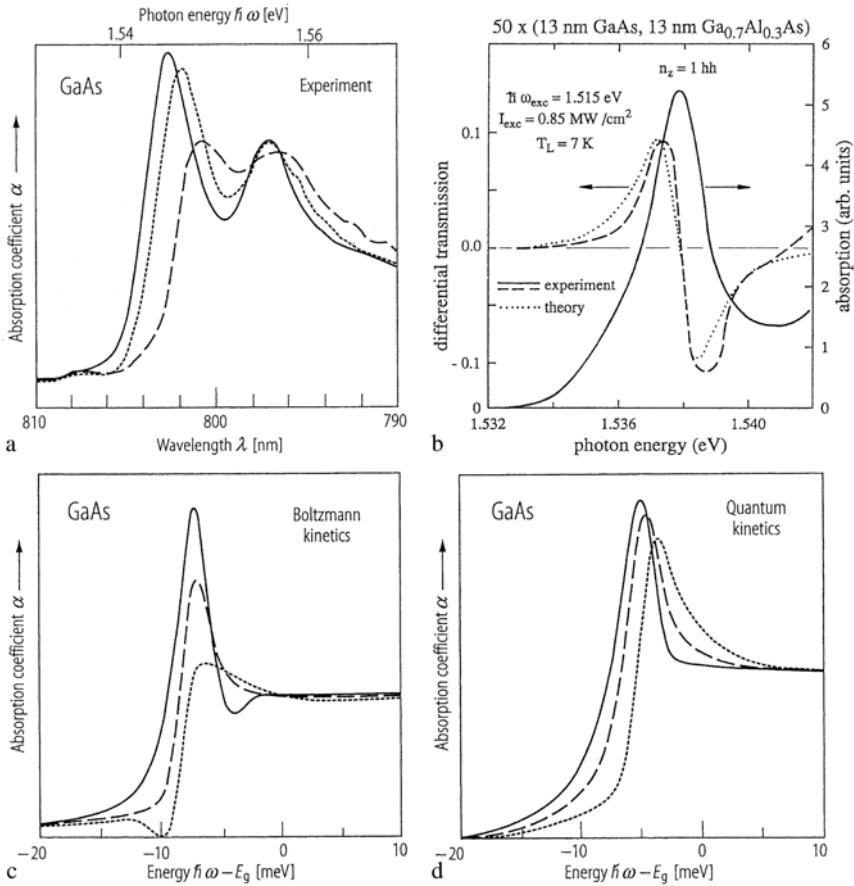 Photon energy ħ ω [eV]
1.54
1.56
GaAs
Experiment
Absorption coefficient α
810
800
790
Wavelength λ [nm]
a
50 x (13 nm GaAs, 13 nm Ga0.7Al0.3As)
n_z = 1 hh
ħ ω_exc = 1.515 eV
I_exc = 0.85 MW /cm²
T_L = 7 K
differential transmission
0.1
0.0
- 0.1
0
experiment
theory
6
5
4
3
2
1
0
absorption (arb. units)
1.532
1.536
1.540
photon energy (eV)
b
GaAs
Boltzmann
kinetics
Absorption coefficient α
−20
−10
0
10
Energy ħ ω − E_g [meV]
c
GaAs
Quantum
kinetics
Absorption coefficient α
−20
−10
0
10
Energy ħ ω − E_g [meV]
d